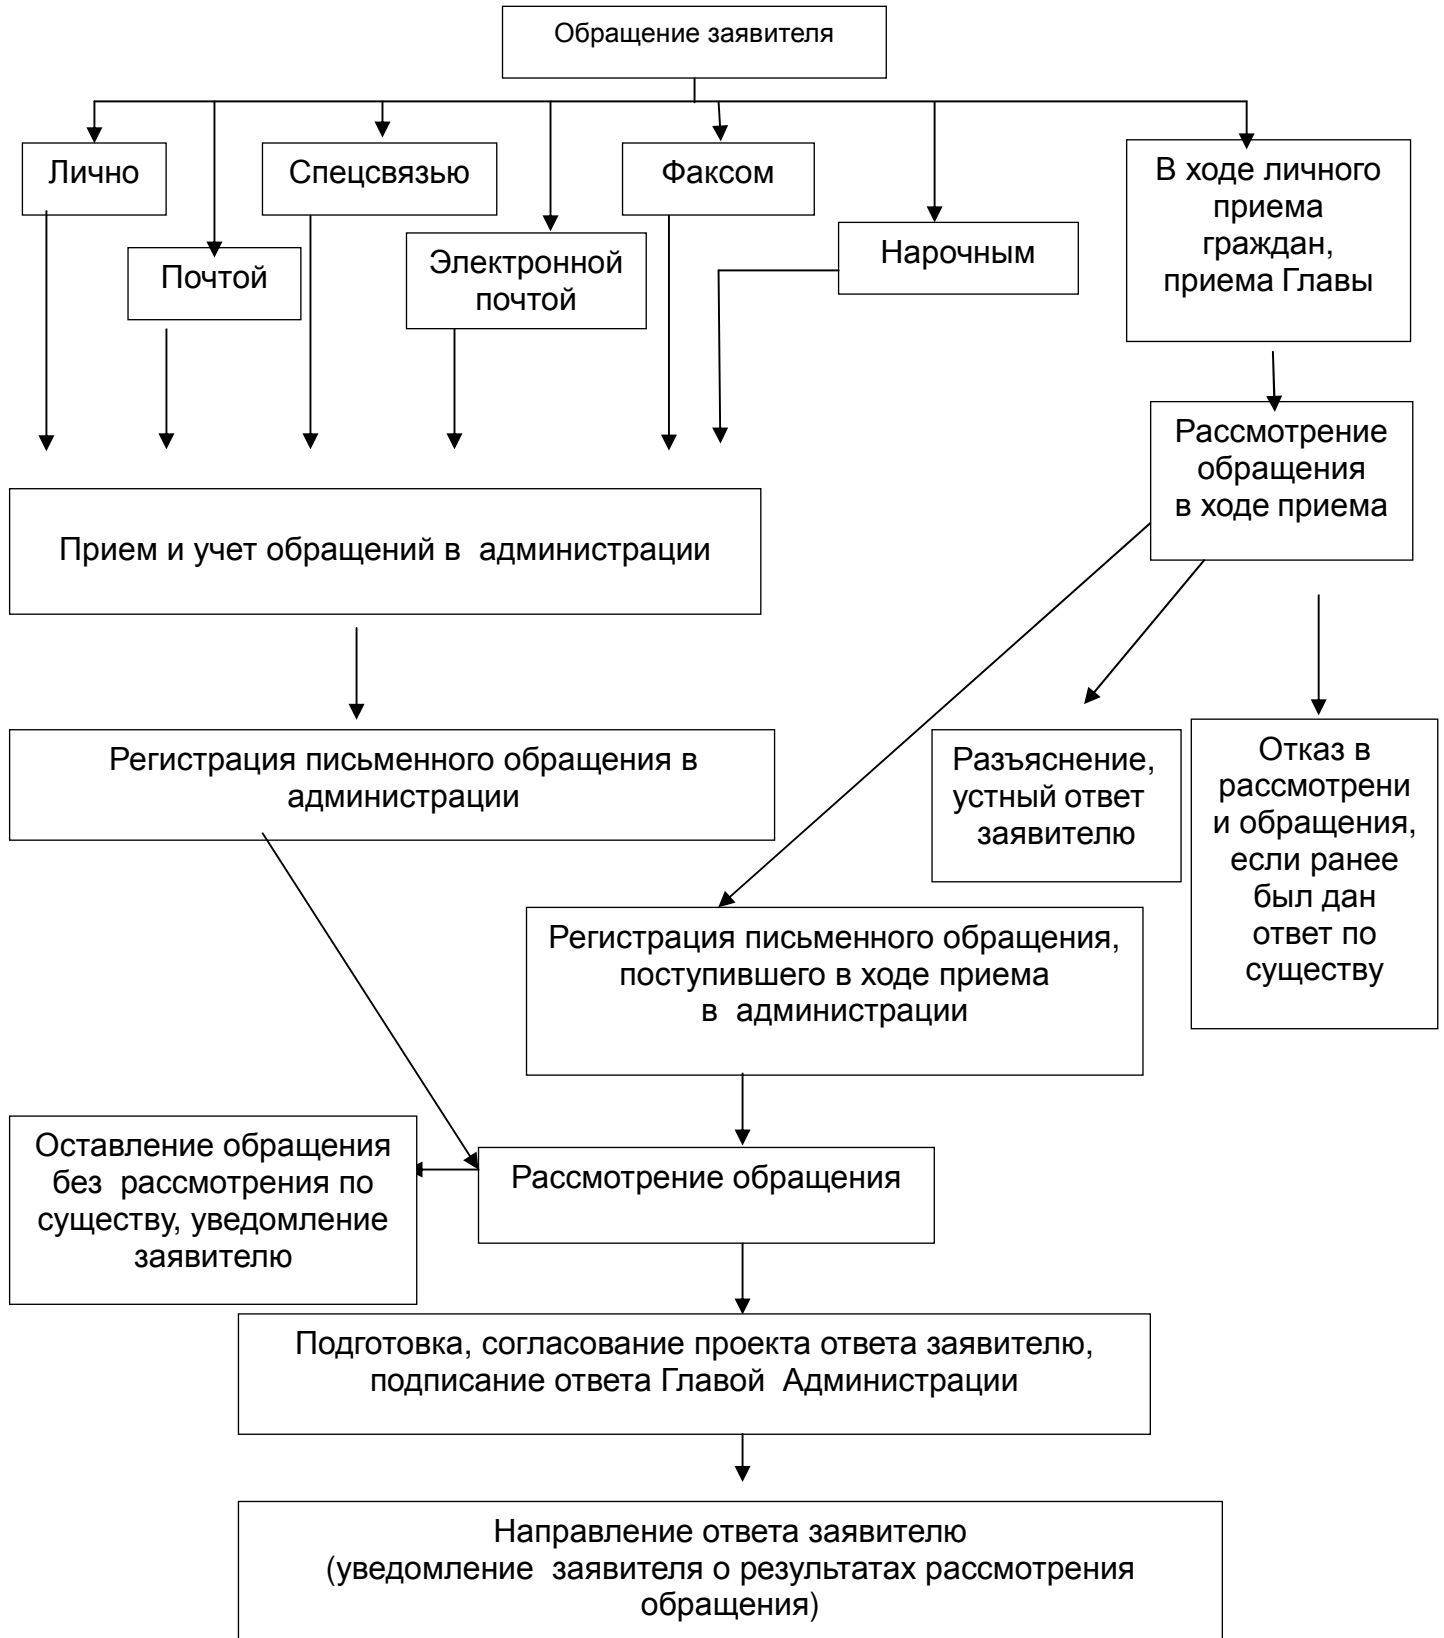 Обращение заявителя
Лично
Спецсвязью
Факсом
В ходе личного
приема
граждан,
приема Главы
Почтой
Электронной
почтой
Нарочным
Рассмотрение
обращения
в ходе приема
Прием и учет обращений в администрации
Регистрация письменного обращения в
администрации
Разъяснение,
устный ответ
заявителю
Отказ в
рассмотрени
и обращения,
если ранее
был дан
ответ по
существу
Регистрация письменного обращения,
поступившего в ходе приема
в администрации
Оставление обращения
без рассмотрения по
существу, уведомление
заявителю
Рассмотрение обращения
Подготовка, согласование проекта ответа заявителю,
подписание ответа Главой Администрации
Направление ответа заявителю
(уведомление заявителя о результатах рассмотрения
обращения)